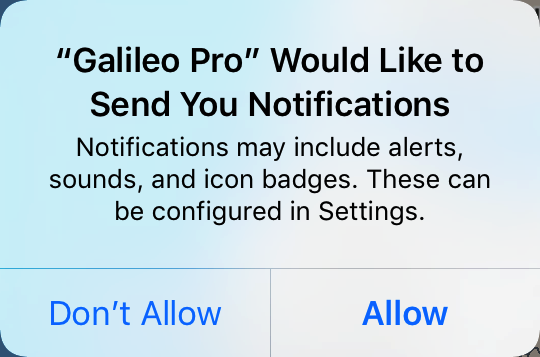 “Galileo Pro” Would Like to
Send You Notifications
Notifications may include alerts,
sounds, and icon badges. These can
be configured in Settings.
Don’t Allow
Allow